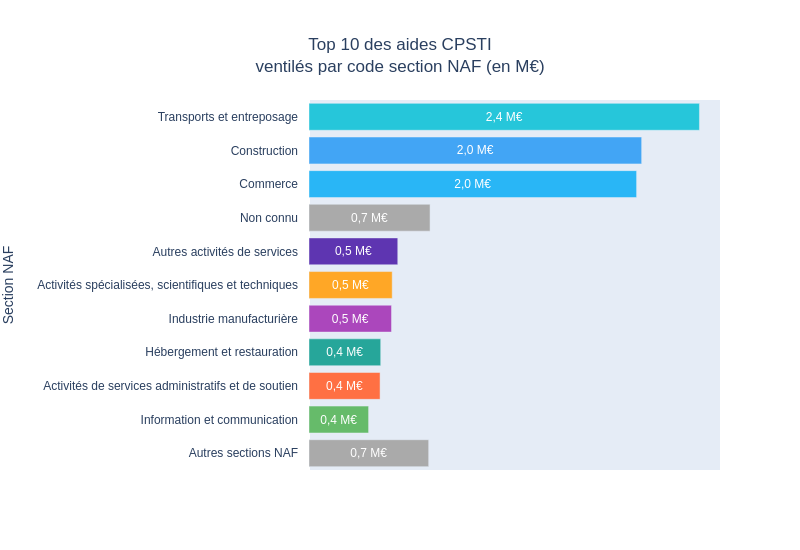 Top 10 des aides CPSTI
ventilés par code section NAF (en M€)
Section NAF
Transports et entreposage 2,4 M€
Construction 2,0 M€
Commerce 2,0 M€
Non connu 0,7 M€
Autres activités de services 0,5 M€
Activités spécialisées, scientifiques et techniques 0,5 M€
Industrie manufacturière 0,5 M€
Hébergement et restauration 0,4 M€
Activités de services administratifs et de soutien 0,4 M€
Information et communication 0,4 M€
Autres sections NAF 0,7 M€